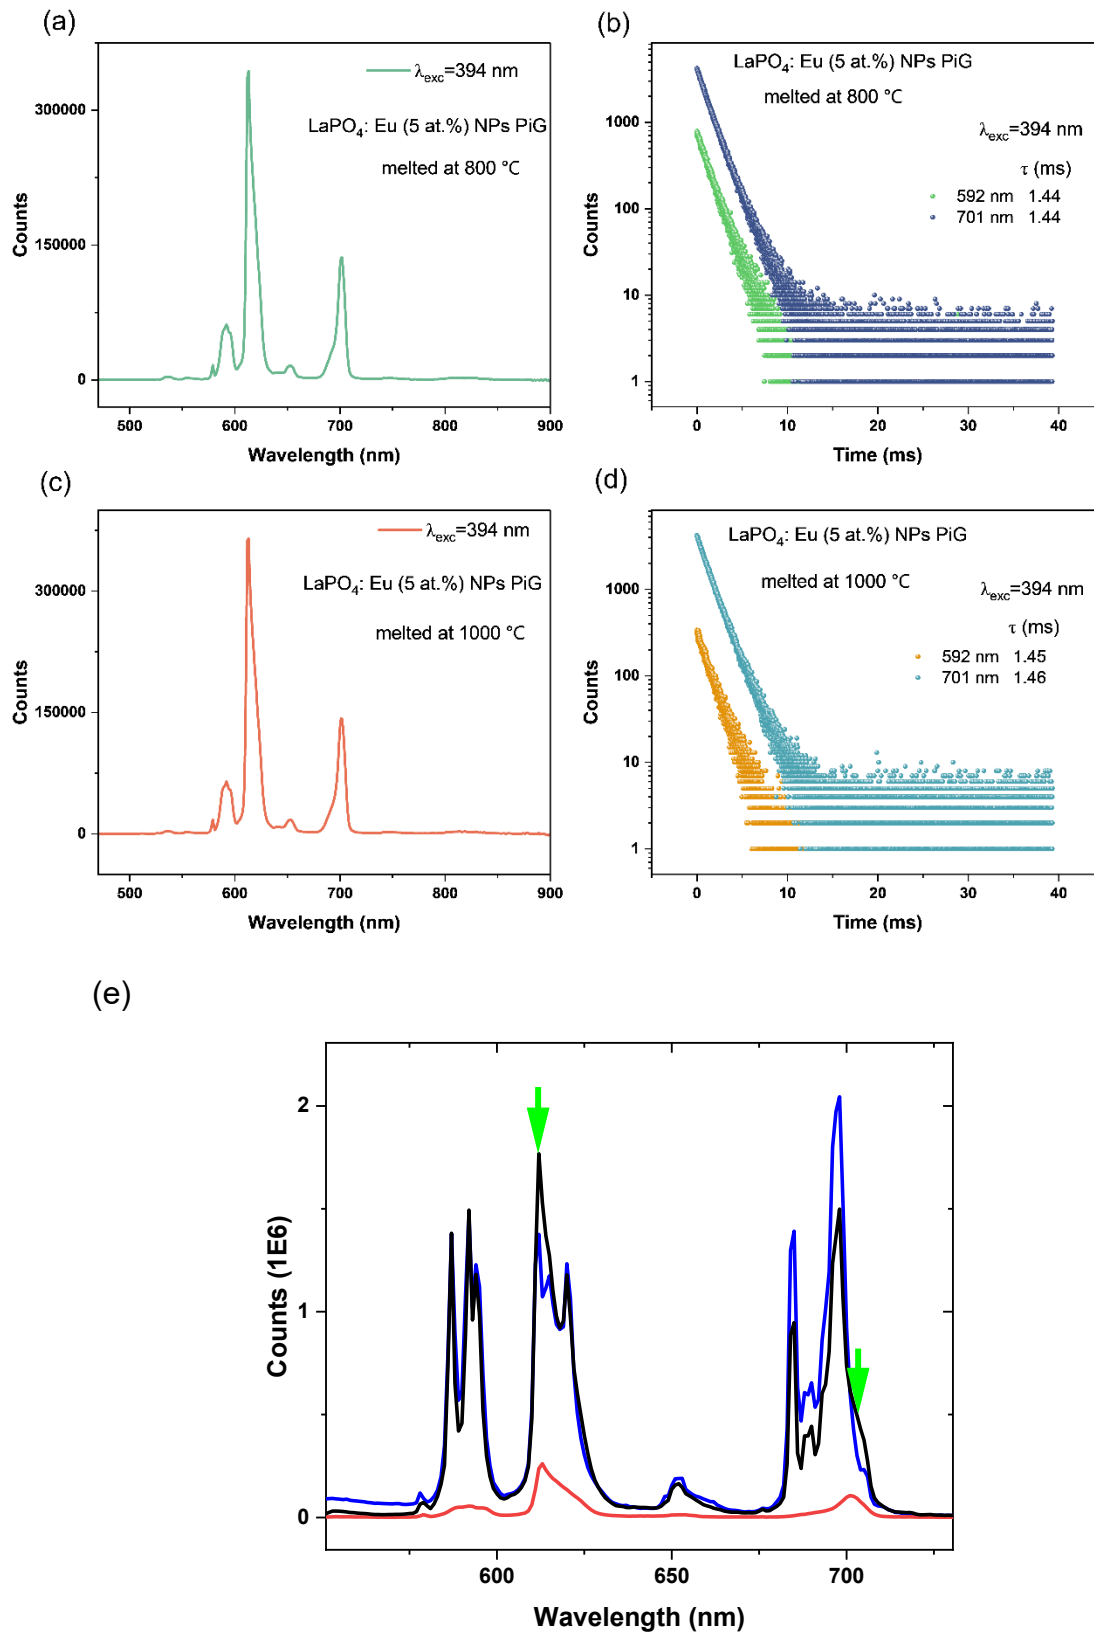 (a)
λexc=394 nm
LaPO4: Eu (5 at.%) NPs PiG
melted at 800 °C
300000
150000
0
Counts
500 600 700 800 900
Wavelength (nm)
(b)
LaPO4: Eu (5 at.%) NPs PiG
melted at 800 °C
λexc=394 nm
τ (ms)
592 nm 1.44
701 nm 1.44
1000
100
10
1
Counts
0 10 20 30 40
Time (ms)
(c)
λexc=394 nm
LaPO4: Eu (5 at.%) NPs PiG
melted at 1000 °C
300000
150000
0
Counts
500 600 700 800 900
Wavelength (nm)
(d)
LaPO4: Eu (5 at.%) NPs PiG
melted at 1000 °C
λexc=394 nm
τ (ms)
592 nm 1.45
701 nm 1.46
1000
100
10
1
Counts
0 10 20 30 40
Time (ms)
(e)
2
1
0
Counts (1E6)
600 650 700
Wavelength (nm)